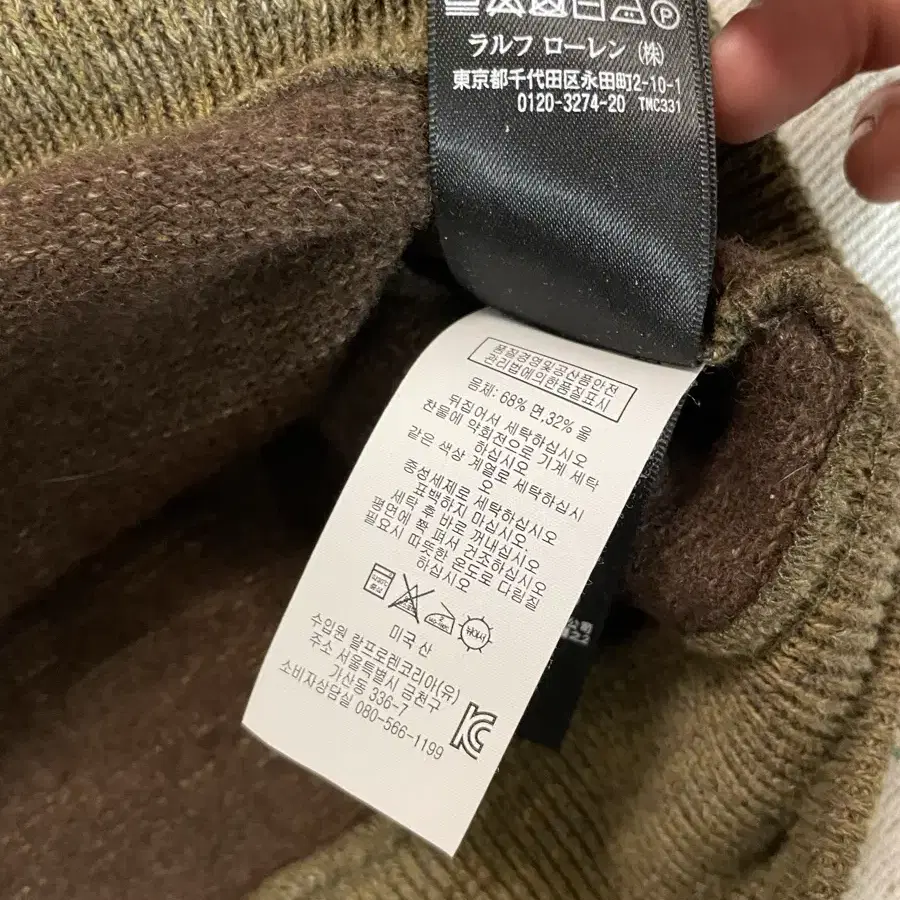 ラルフ ローレン (株)
東京都千代田区永田町2-10-1
0120-3274-20 TMC331
품질경영및공산품안전
관리법에의한품질표시
몸체: 68% 면,32% 울
뒤집어서 세탁하십시오
찬물에 약회전으로 기계 세탁
하십시오
같은 색상 계열로 세탁하십시
오
중성세제로 세탁하십시오
표백하지 마십시오
세탁 후 바로 꺼내십시오
평면에 쫙 펴서 건조하십시오
필요시 따뜻한 온도로 다림질
하십시오
미국 산
수입원 랄프로렌코리아(유)
주소 서울특별시 금천구
가산동 336-7
소비자상담실 080-566-1199